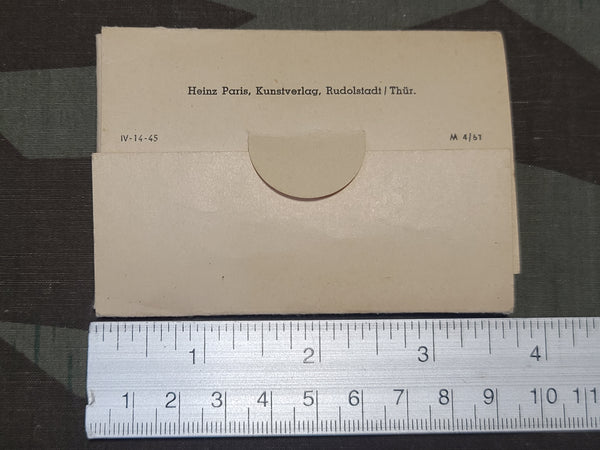 Heinz Paris, Kunstverlag, Rudolstadt / Thür.
IV-14-45 M 4/51
1 2 3 4
1 2 3 4 5 6 7 8 9 10 11